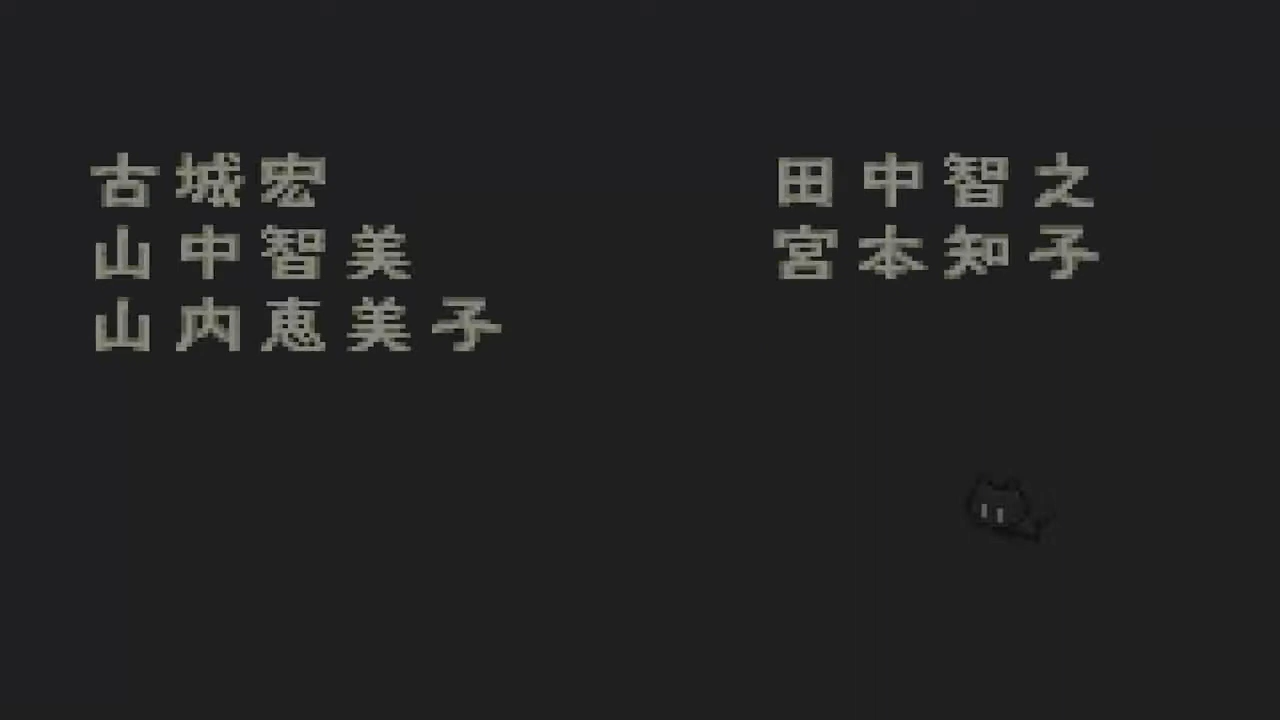 古城宏
山中智美
山内恵美子
田中智之
宮本知子